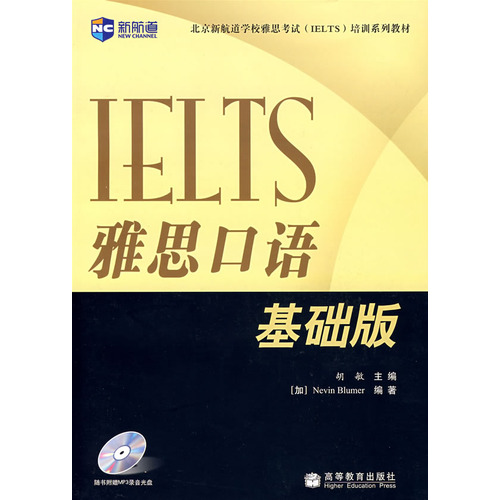 新航道
NEW CHANNEL
北京新航道学校雅思考试（IELTS）培训系列教材
IELTS
雅思口语
基础版
胡敏 主编
[加] Nevin Blumer 编著
随书附赠MP3录音光盘
高等教育出版社
Higher Education Press